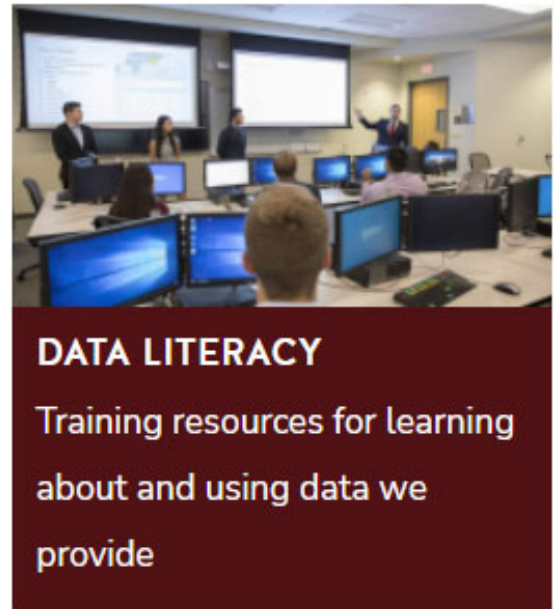 DATA LITERACY
Training resources for learning
about and using data we
provide